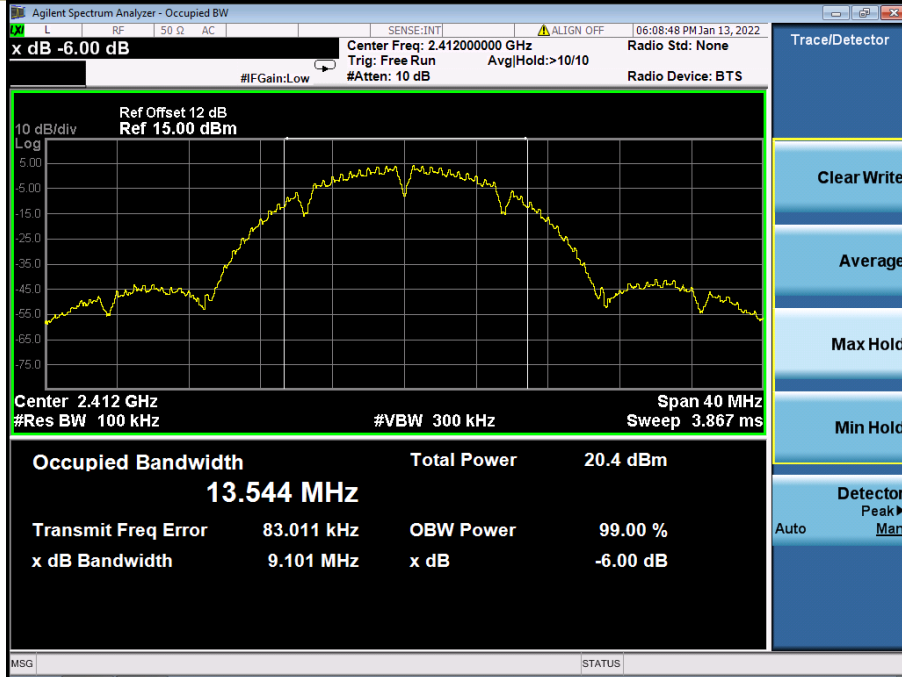 Agilent Spectrum Analyzer - Occupied BW
LXI L RF 50 Ω AC SENSE:INT ALIGN OFF 06:08:48 PM Jan 13, 2022
x dB -6.00 dB
Center Freq: 2.412000000 GHz
Radio Std: None
Trig: Free Run Avg|Hold:>10/10
#IFGain:Low
#Atten: 10 dB
Radio Device: BTS
Ref Offset 12 dB
10 dB/div Ref 15.00 dBm
Log
5.00
-5.00
-15.0
-25.0
-35.0
-45.0
-55.0
-65.0
-75.0
Center 2.412 GHz
Span 40 MHz
#Res BW 100 kHz
#VBW 300 kHz
Sweep 3.867 ms
Occupied Bandwidth
Total Power 20.4 dBm
13.544 MHz
Transmit Freq Error 83.011 kHz
OBW Power 99.00 %
x dB Bandwidth 9.101 MHz
x dB -6.00 dB
MSG
STATUS
Trace/Detector
Clear Write
Average
Max Hold
Min Hold
Detector
Peak▶
Auto Man